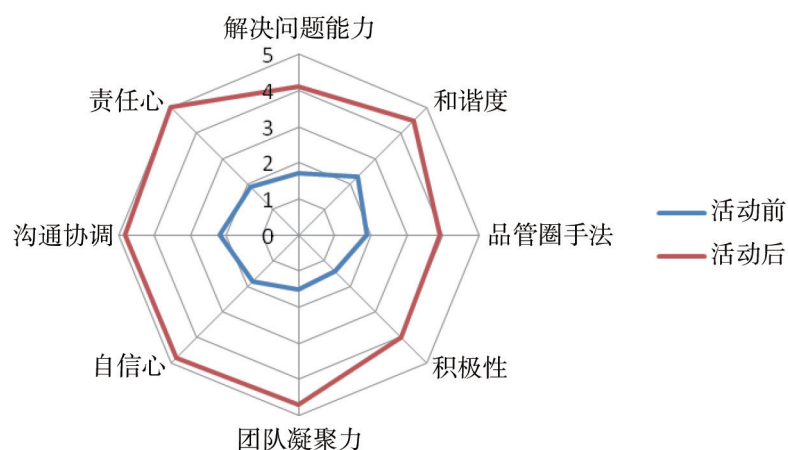 解决问题能力
和谐度
品管圈手法
积极性
团队凝聚力
自信心
沟通协调
责任心
5
4
3
2
1
0
活动前
活动后